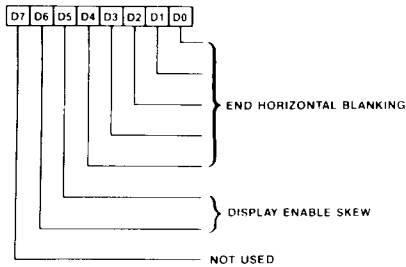 D7 D6 D5 D4 D3 D2 D1 D0
END HORIZONTAL BLANKING
DISPLAY ENABLE SKEW
NOT USED